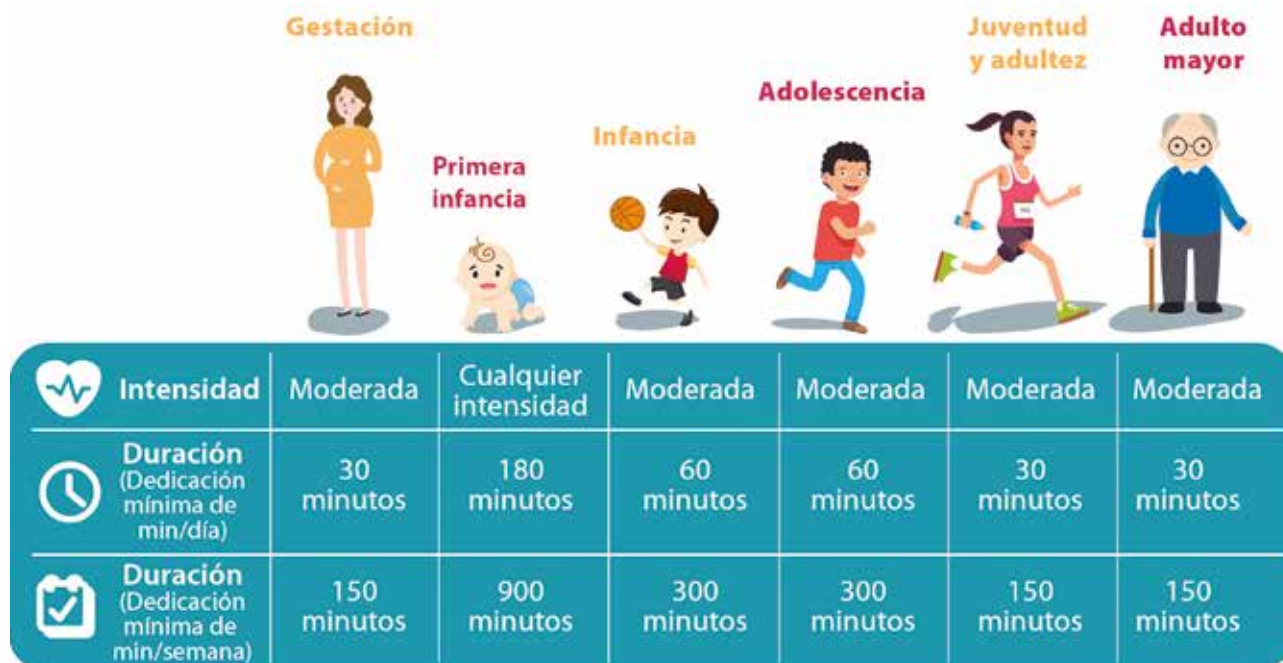 Gestación
Primera
infancia
Infancia
Adolescencia
Juventud
y adultez
Adulto
mayor
Intensidad
Moderada
Cualquier
intensidad
Moderada
Moderada
Moderada
Moderada
Duración
(Dedicación
mínima de
min/día)
30
minutos
180
minutos
60
minutos
60
minutos
30
minutos
30
minutos
Duración
(Dedicación
mínima de
min/semana)
150
minutos
900
minutos
300
minutos
300
minutos
150
minutos
150
minutos